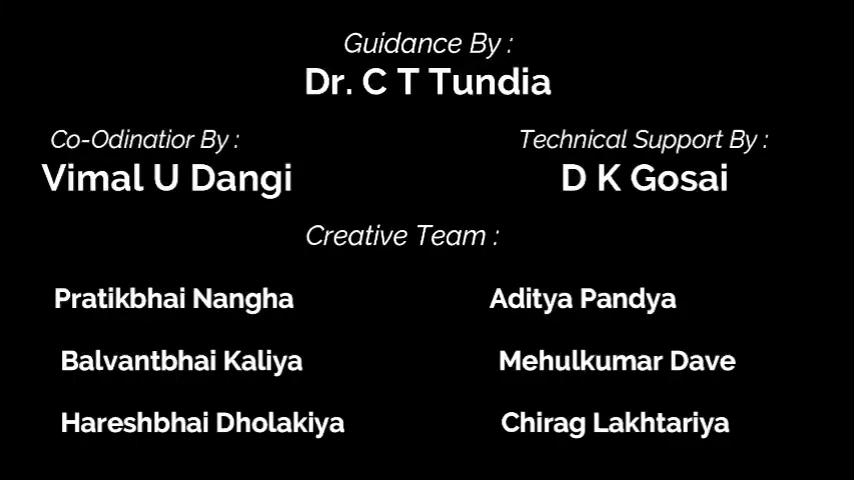 Guidance By :
Dr. C T Tundia
Co-Odinatior By :
Vimal U Dangi
Technical Support By :
D K Gosai
Creative Team :
Pratikbhai Nangha
Aditya Pandya
Balvantbhai Kaliya
Mehulkumar Dave
Hareshbhai Dholakiya
Chirag Lakhtariya